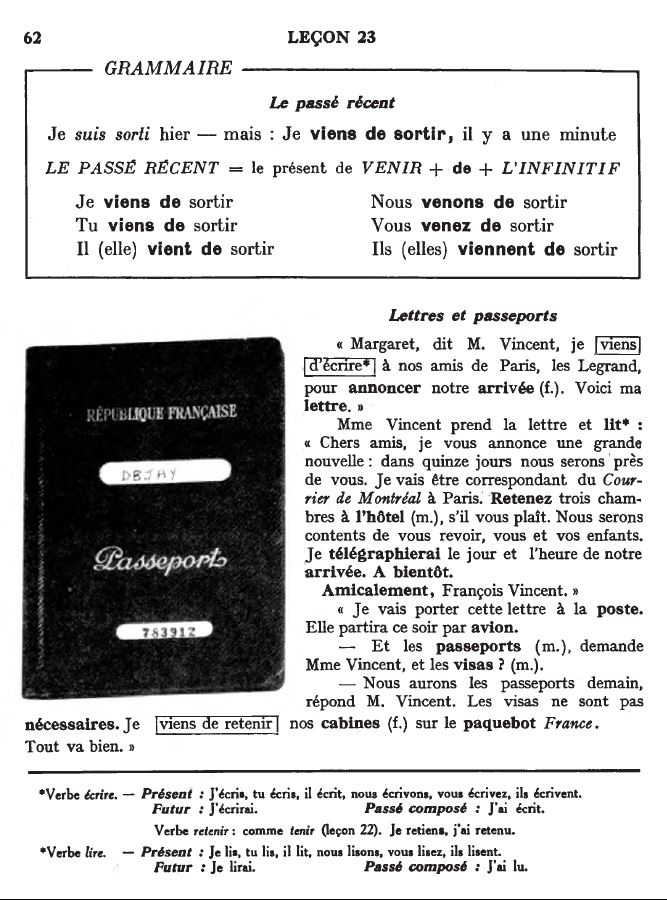 62
LEÇON 23
GRAMMAIRE
Le passé récent
Je suis sorti hier — mais : Je viens de sortir, il y a une minute
LE PASSÉ RÉCENT = le présent de VENIR + de + L'INFINITIF
Je viens de sortir
Tu viens de sortir
Il (elle) vient de sortir
Nous venons de sortir
Vous venez de sortir
Ils (elles) viennent de sortir
RÉPUBLIQUE FRANÇAISE
DEJAY
Passeport
783912
Lettres et passeports
« Margaret, dit M. Vincent, je viens
d'écrire* à nos amis de Paris, les Legrand,
pour annoncer notre arrivée (f.). Voici ma
lettre. »
Mme Vincent prend la lettre et lit* :
« Chers amis, je vous annonce une grande
nouvelle : dans quinze jours nous serons près
de vous. Je vais être correspondant du Cour-
rier de Montréal à Paris. Retenez trois cham-
bres à l'hôtel (m.), s'il vous plaît. Nous serons
contents de vous revoir, vous et vos enfants.
Je télégraphierai le jour et l'heure de notre
arrivée. A bientôt.
Amicalement, François Vincent. »
« Je vais porter cette lettre à la poste.
Elle partira ce soir par avion.
— Et les passeports (m.), demande
Mme Vincent, et les visas ? (m.).
— Nous aurons les passeports demain,
répond M. Vincent. Les visas ne sont pas
nécessaires. Je viens de retenir nos cabines (f.) sur le paquebot France.
Tout va bien. »
*Verbe écrire. — Présent : J'écris, tu écris, il écrit, nous écrivons, vous écrivez, ils écrivent.
Futur : J'écrirai. Passé composé : J'ai écrit.
Verbe retenir : comme tenir (leçon 22). Je retiens, j'ai retenu.
*Verbe lire. — Présent : Je lis, tu lis, il lit, nous lisons, vous lisez, ils lisent.
Futur : Je lirai. Passé composé : J'ai lu.